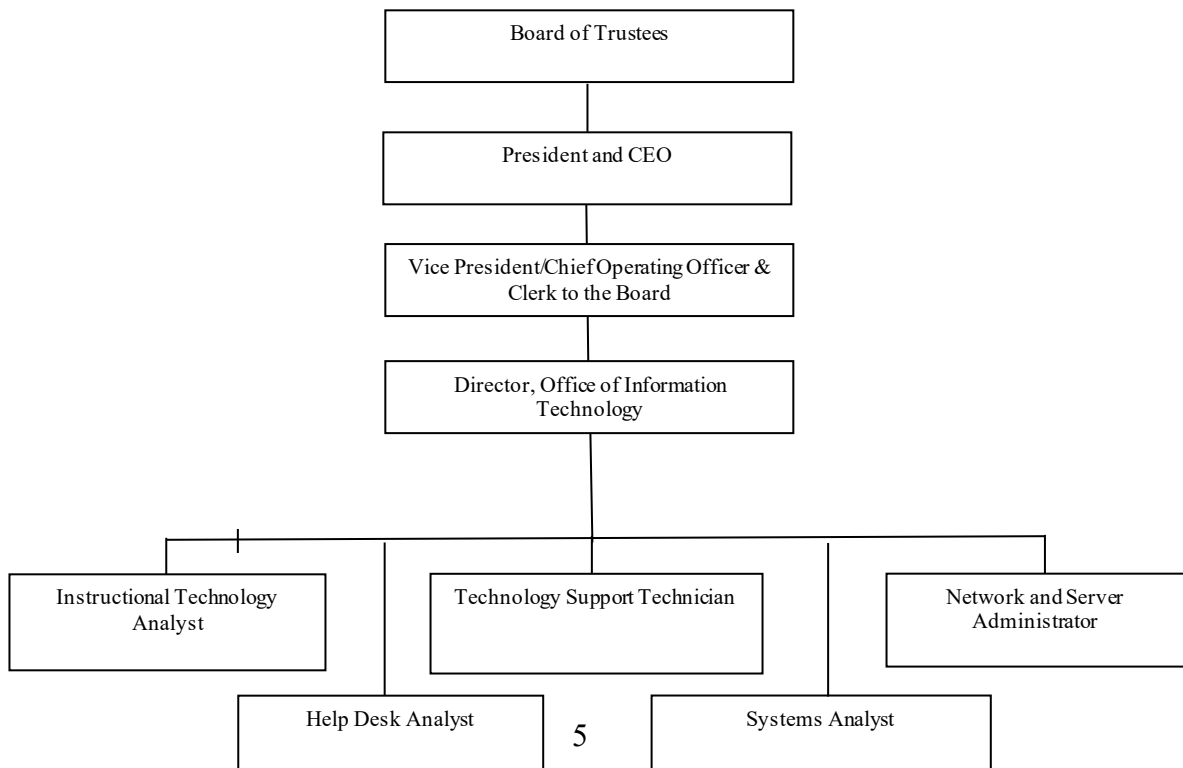 Board of Trustees
President and CEO
Vice President/Chief Operating Officer &
Clerk to the Board
Director, Office of Information
Technology
Instructional Technology
Analyst
Technology Support Technician
Network and Server
Administrator
Help Desk Analyst
Systems Analyst
5